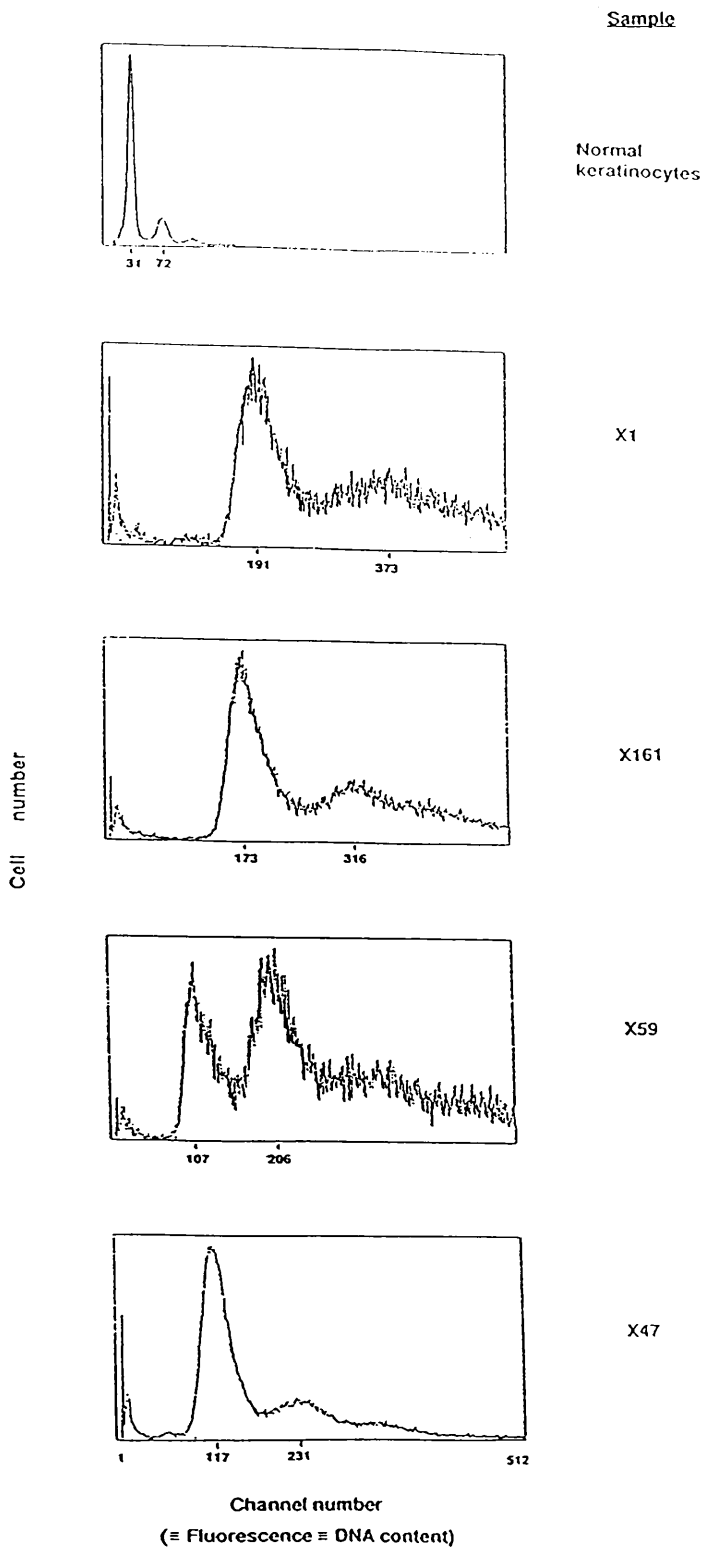 Sample
Normal
keratinocytes
31 72
X1
191 373
X161
173 316
Cell number
X59
107 206
X47
1 117 231 512
Channel number
(≡ Fluorescence ≡ DNA content)